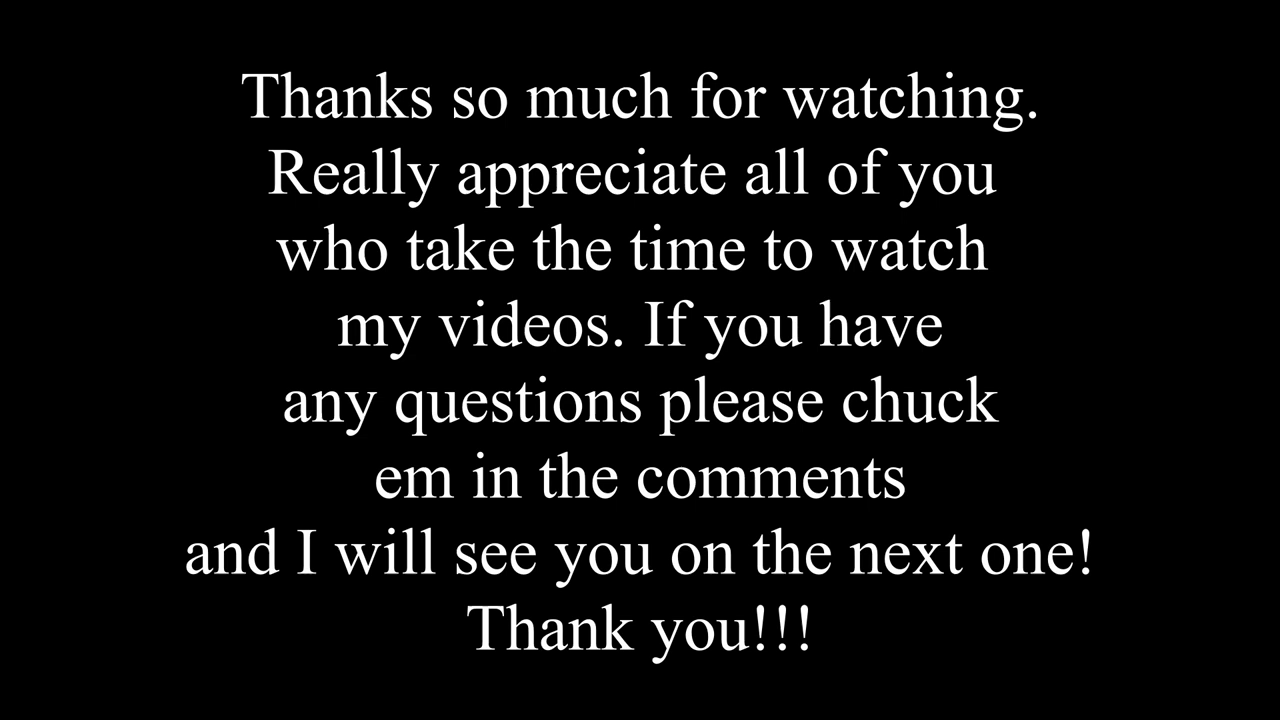 Thanks so much for watching.
Really appreciate all of you
who take the time to watch
my videos. If you have
any questions please chuck
em in the comments
and I will see you on the next one!
Thank you!!!